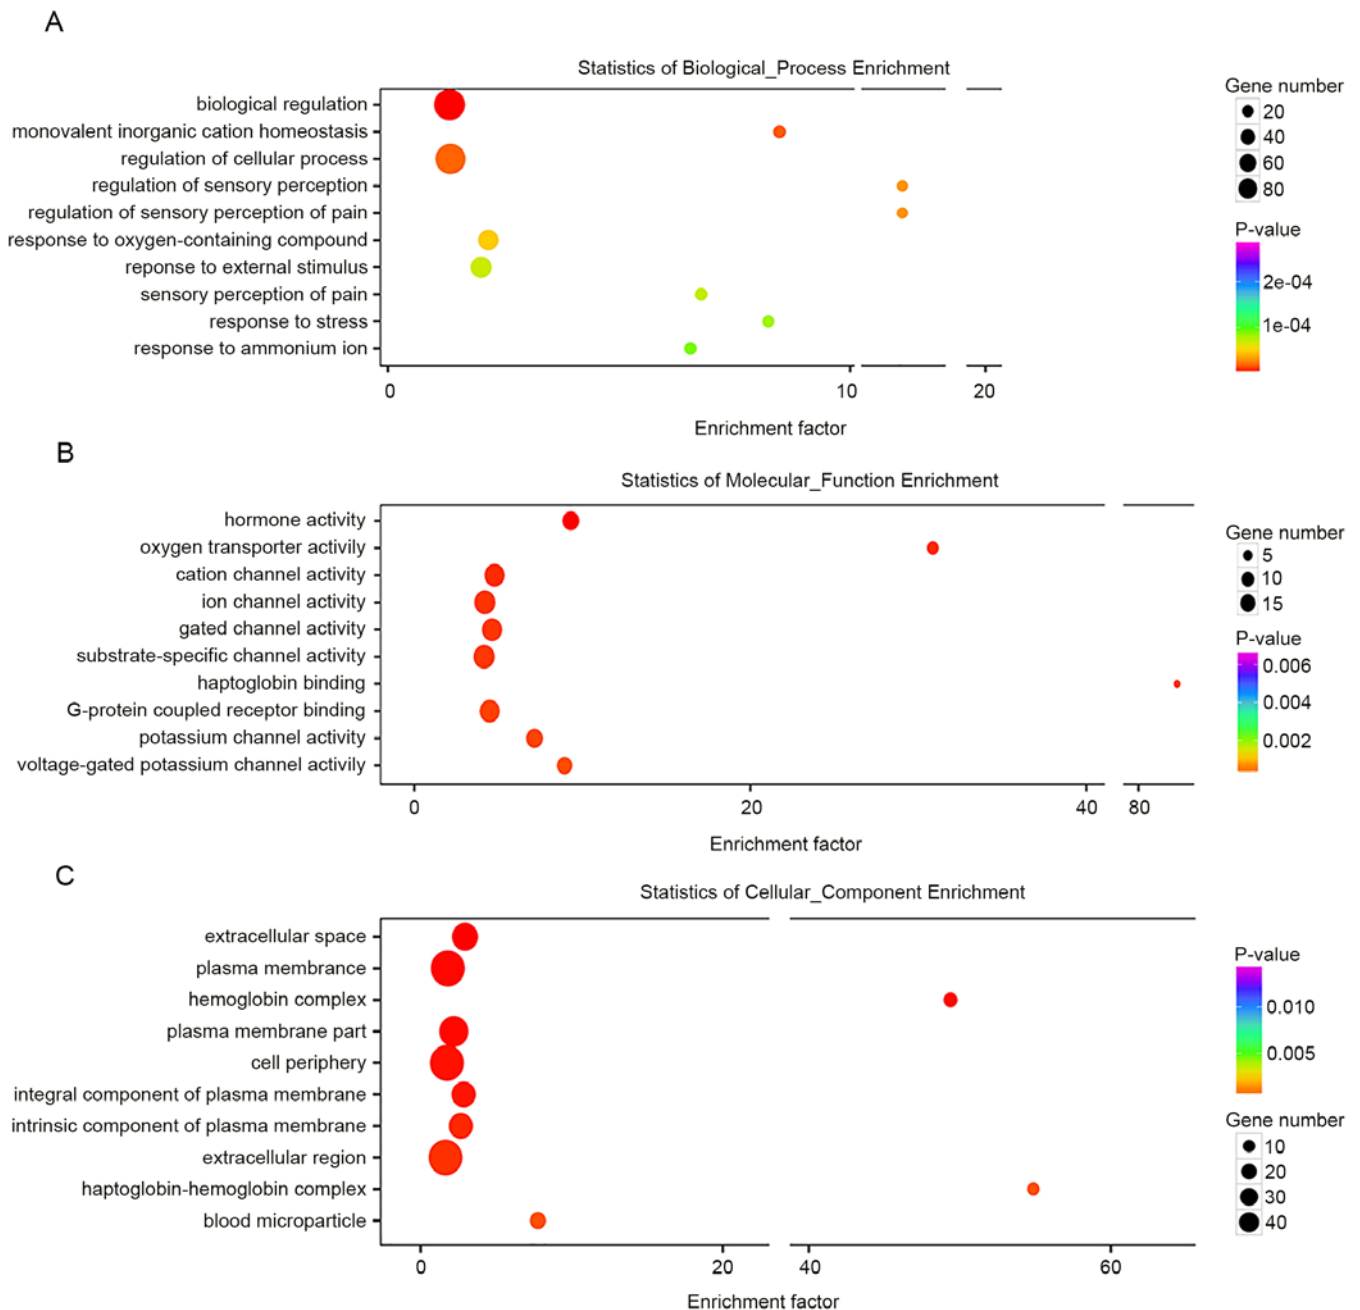 A
Statistics of Biological_Process Enrichment
biological regulation
monovalent inorganic cation homeostasis
regulation of cellular process
regulation of sensory perception
regulation of sensory perception of pain
response to oxygen-containing compound
reponse to external stimulus
sensory perception of pain
response to stress
response to ammonium ion
0 10 20
Enrichment factor
Gene number
20
40
60
80
P-value
2e-04
1e-04
B
Statistics of Molecular_Function Enrichment
hormone activity
oxygen transporter activily
cation channel activity
ion channel activity
gated channel activity
substrate-specific channel activity
haptoglobin binding
G-protein coupled receptor binding
potassium channel activity
voltage-gated potassium channel activily
0 20 40 80
Enrichment factor
Gene number
5
10
15
P-value
0.006
0.004
0.002
C
Statistics of Cellular_Component Enrichment
extracellular space
plasma membrance
hemoglobin complex
plasma membrane part
cell periphery
integral component of plasma membrane
intrinsic component of plasma membrane
extracellular region
haptoglobin-hemoglobin complex
blood microparticle
0 20 40 60
Enrichment factor
P-value
0.010
0.005
Gene number
10
20
30
40